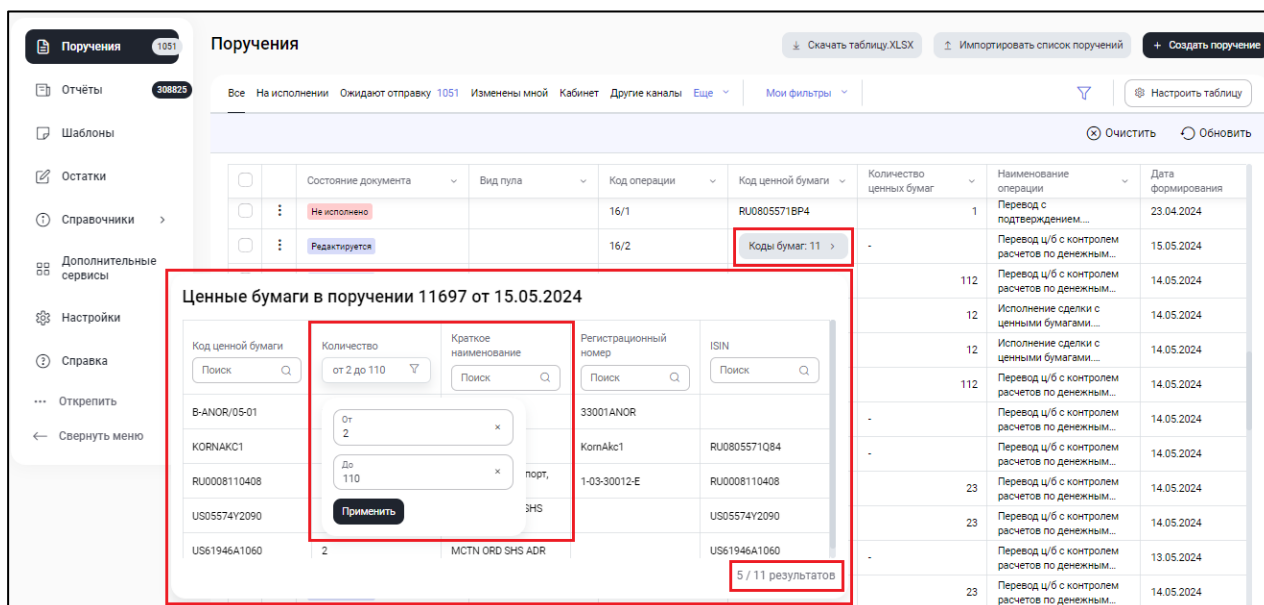 Поручения 1051
Отчёты 308825
Шаблоны
Остатки
Справочники
Дополнительные
сервисы
Настройки
Справка
Открепить
Свернуть меню
Поручения
Скачать таблицу.XLSX
Импортировать список поручений
+ Создать поручение
Все На исполнении Ожидают отправку 1051 Изменены мной Кабинет Другие каналы Еще Мои фильтры
Настроить таблицу
Очистить Обновить
Состояние документа Вид пула Код операции Код ценной бумаги Количество ценных бумаг Наименование операции Дата формирования
Не исполнено 16/1 RU0805571BP4 1 Перевод с подтверждением.... 23.04.2024
Редактируется 16/2 Коды бумаг: 11 - Перевод ц/б с контролем расчетов по денежным... 15.05.2024
112 Перевод ц/б с контролем расчетов по денежным... 14.05.2024
12 Исполнение сделки с ценными бумагами.... 14.05.2024
12 Исполнение сделки с ценными бумагами.... 14.05.2024
112 Перевод ц/б с контролем расчетов по денежным... 14.05.2024
- Перевод ц/б с контролем расчетов по денежным... 14.05.2024
- Перевод ц/б с контролем расчетов по денежным... 14.05.2024
23 Перевод ц/б с контролем расчетов по денежным... 14.05.2024
23 Перевод ц/б с контролем расчетов по денежным... 14.05.2024
- Перевод ц/б с контролем расчетов по денежным... 13.05.2024
23 Перевод ц/б с контролем расчетов по денежным... 14.05.2024
Ценные бумаги в поручении 11697 от 15.05.2024
Код ценной бумаги Количество Краткое наименование Регистрационный номер ISIN
Поиск от 2 до 110 Поиск Поиск Поиск
B-ANOR/05-01 33001ANOR
KORNAKC1 KornAkc1 RU0805571Q84
RU0008110408 порт, 1-03-30012-E RU0008110408
US05574Y2090 SHS US05574Y2090
US61946A1060 2 MCTN ORD SHS ADR US61946A1060
От
2
До
110
Применить
5 / 11 результатов